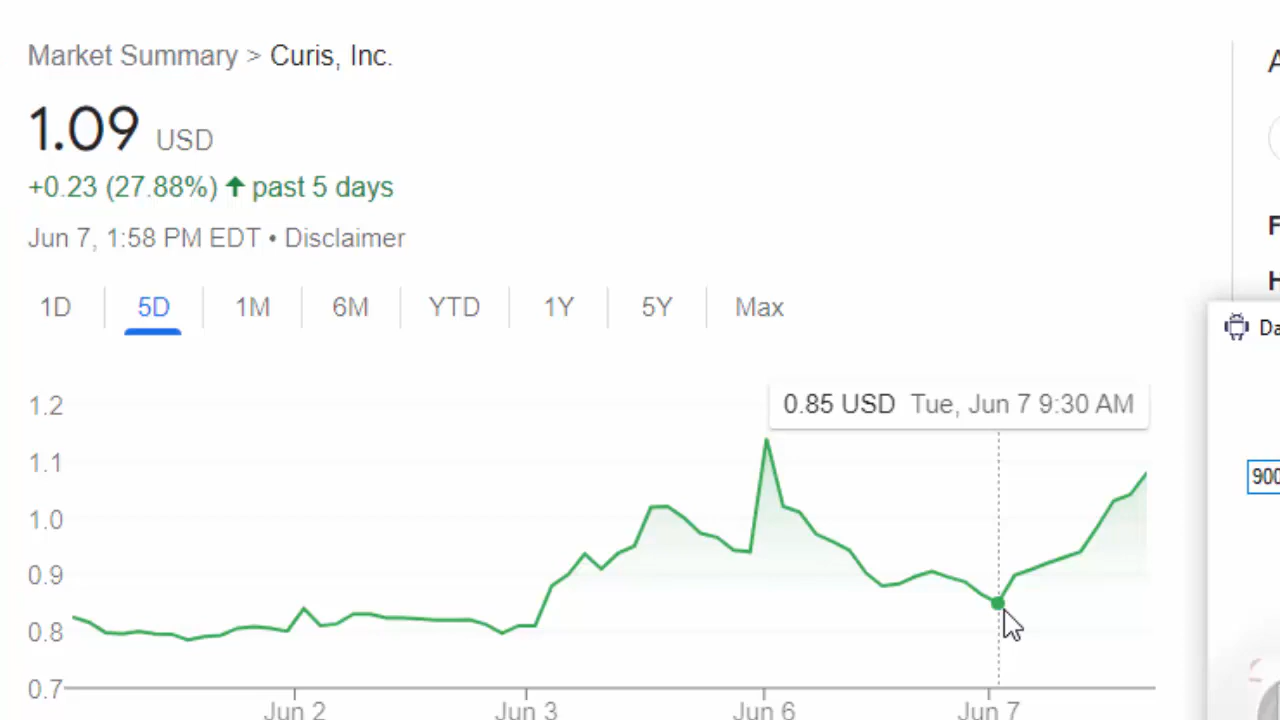 Market Summary > Curis, Inc.
1.09 USD
+0.23 (27.88%) ↑ past 5 days
Jun 7, 1:58 PM EDT • Disclaimer
1D 5D 1M 6M YTD 1Y 5Y Max
0.85 USD Tue, Jun 7 9:30 AM
1.2
1.1
1.0
0.9
0.8
0.7
Jun 2 Jun 3 Jun 6 Jun 7
A
F
H
Da
900